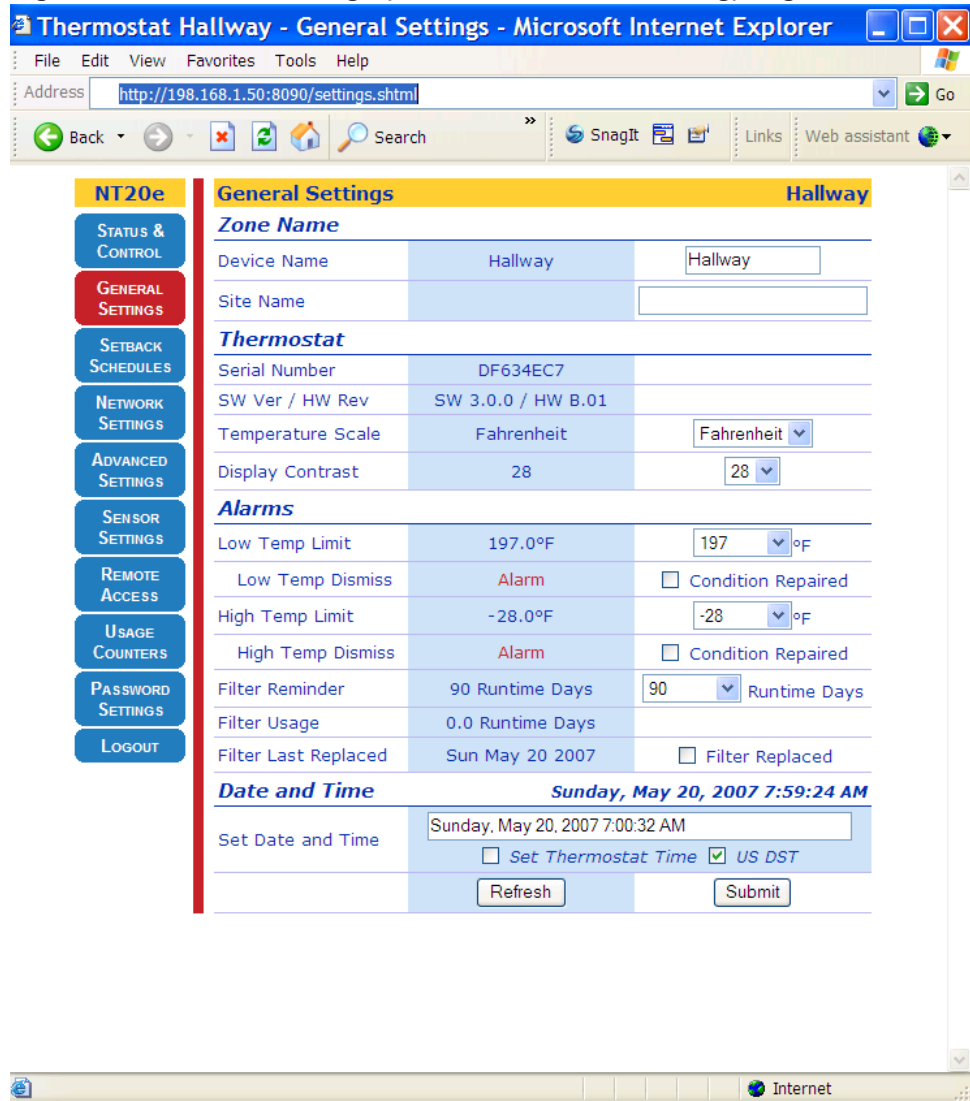 Thermostat Hallway - General Settings - Microsoft Internet Explorer
File Edit View Favorites Tools Help
Address http://198.168.1.50:8090/settings.shtml Go
Back Search » SnagIt Links Web assistant
NT20e General Settings Hallway
STATUS & CONTROL
GENERAL SETTINGS
SETBACK SCHEDULES
NETWORK SETTINGS
ADVANCED SETTINGS
SENSOR SETTINGS
REMOTE ACCESS
USAGE COUNTERS
PASSWORD SETTINGS
LOGOUT
Zone Name
Device Name Hallway Hallway
Site Name
Thermostat
Serial Number DF634EC7
SW Ver / HW Rev SW 3.0.0 / HW B.01
Temperature Scale Fahrenheit Fahrenheit
Display Contrast 28 28
Alarms
Low Temp Limit 197.0°F 197 °F
Low Temp Dismiss Alarm Condition Repaired
High Temp Limit -28.0°F -28 °F
High Temp Dismiss Alarm Condition Repaired
Filter Reminder 90 Runtime Days 90 Runtime Days
Filter Usage 0.0 Runtime Days
Filter Last Replaced Sun May 20 2007 Filter Replaced
Date and Time Sunday, May 20, 2007 7:59:24 AM
Set Date and Time Sunday, May 20, 2007 7:00:32 AM
Set Thermostat Time US DST
Refresh Submit
Internet